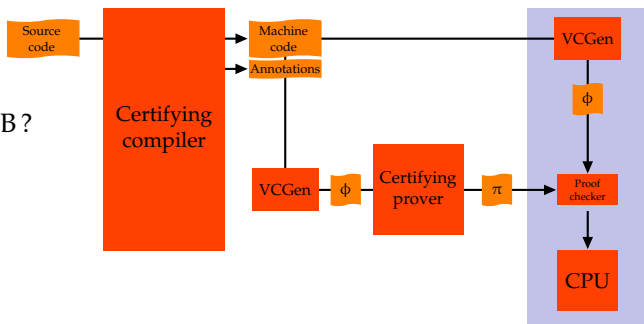 Source
code
Machine
code
VCGen
Annotations
ϕ
Certifying
compiler
B ?
VCGen
ϕ
Certifying
prover
π
Proof
checker
CPU